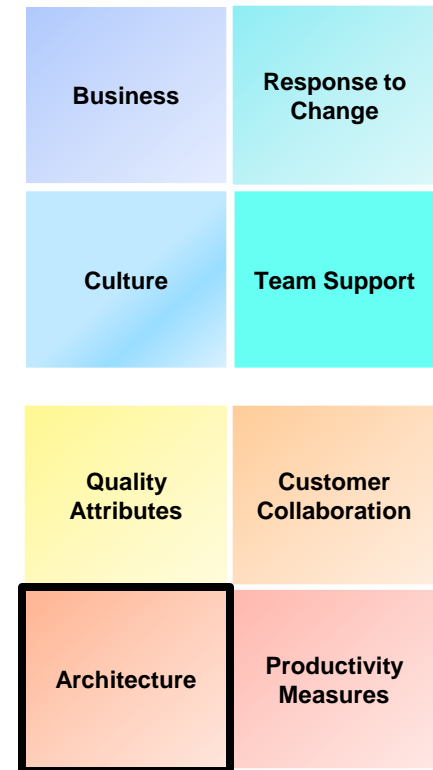 Business
Response to
Change
Culture
Team Support
Quality
Attributes
Customer
Collaboration
Architecture
Productivity
Measures